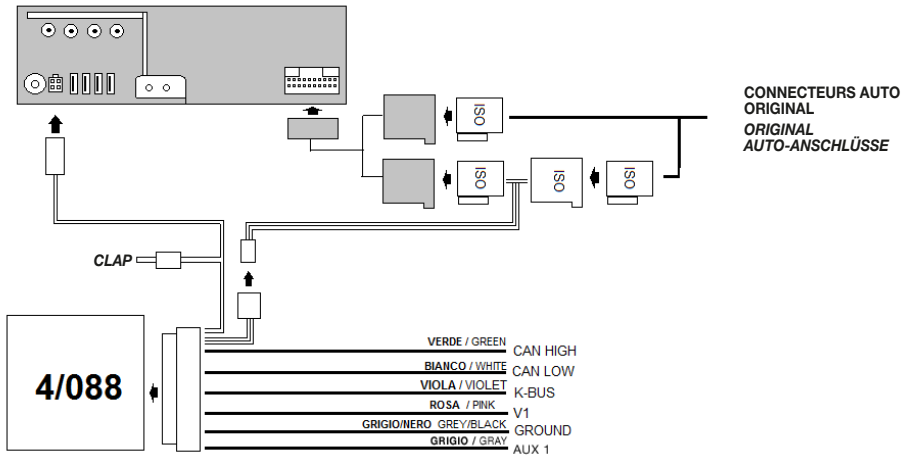 CONNECTEURS AUTO
ORIGINAL
ORIGINAL
AUTO-ANSCHLÜSSE
ISO
ISO
ISO
ISO
ISO
CLAP
4/088
VERDE / GREEN CAN HIGH
BIANCO / WHITE CAN LOW
VIOLA / VIOLET K-BUS
ROSA / PINK V1
GRIGIO/NERO GREY/BLACK GROUND
GRIGIO / GRAY AUX 1